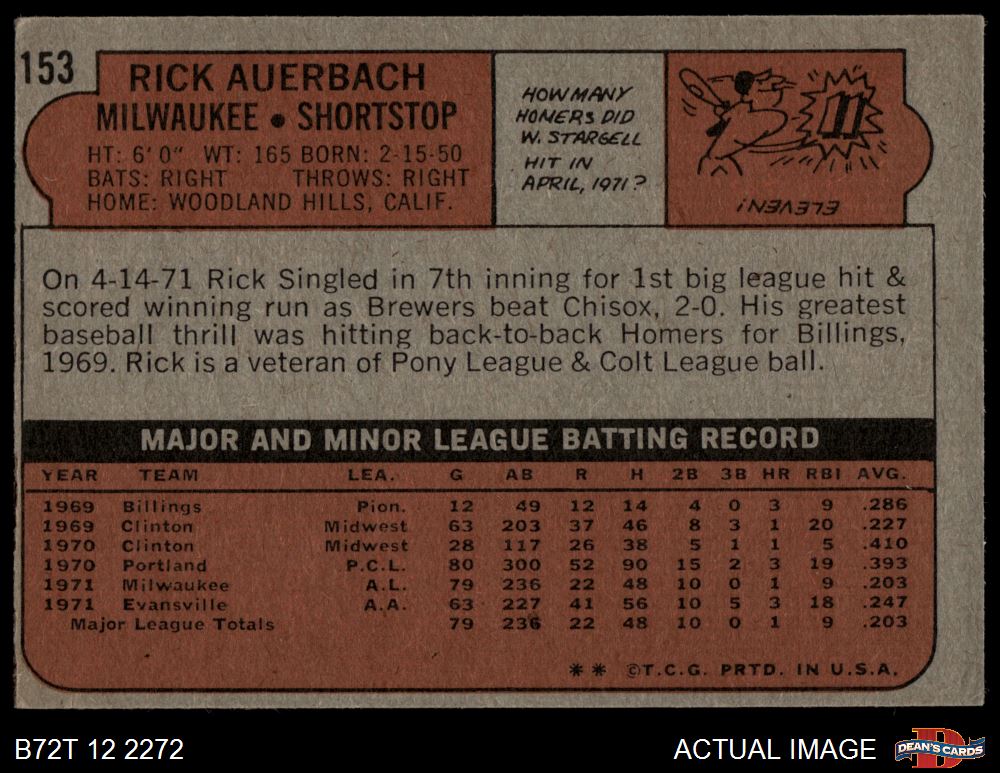 153
RICK AUERBACH
MILWAUKEE • SHORTSTOP
HT: 6'0" WT: 165 BORN: 2-15-50
BATS: RIGHT THROWS: RIGHT
HOME: WOODLAND HILLS, CALIF.
HOW MANY
HOMERS DID
W. STARGELL
HIT IN
APRIL, 1971?
11
ELEVEN!
On 4-14-71 Rick Singled in 7th inning for 1st big league hit &
scored winning run as Brewers beat Chisox, 2-0. His greatest
baseball thrill was hitting back-to-back Homers for Billings,
1969. Rick is a veteran of Pony League & Colt League ball.
MAJOR AND MINOR LEAGUE BATTING RECORD
YEAR TEAM LEA. G AB R H 2B 3B HR RBI AVG.
1969 Billings Pion. 12 49 12 14 4 0 3 9 .286
1969 Clinton Midwest 63 203 37 46 8 3 1 20 .227
1970 Clinton Midwest 28 117 26 38 5 1 1 5 .410
1970 Portland P.C.L. 80 300 52 90 15 2 3 19 .393
1971 Milwaukee A.L. 79 236 22 48 10 0 1 9 .203
1971 Evansville A.A. 63 227 41 56 10 5 3 18 .247
Major League Totals 79 236 22 48 10 0 1 9 .203
** ©T.C.G. PRTD. IN U.S.A.
B72T 12 2272
ACTUAL IMAGE
DEAN'S CARDS